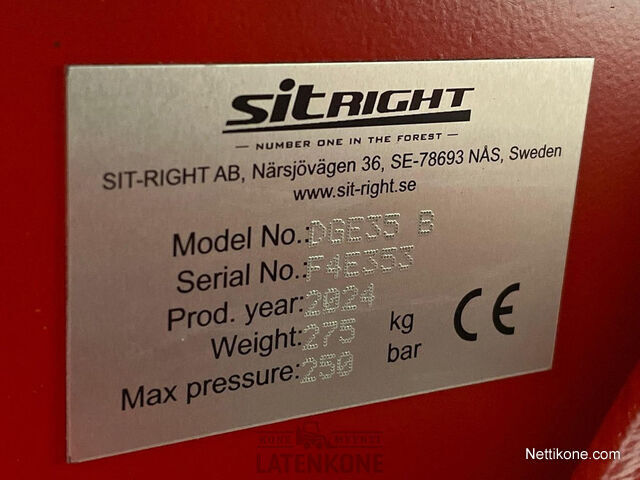 SitRIGHT
NUMBER ONE IN THE FOREST
SIT-RIGHT AB, Närsjövägen 36, SE-78693 NÅS, Sweden
www.sit-right.se
Model No.: DGE35 B
Serial No.: F4E353
Prod. year: 2024
Weight: 275 kg
Max pressure: 250 bar
CE
KONE MYYNTI
LATENKONE
Nettikone.com